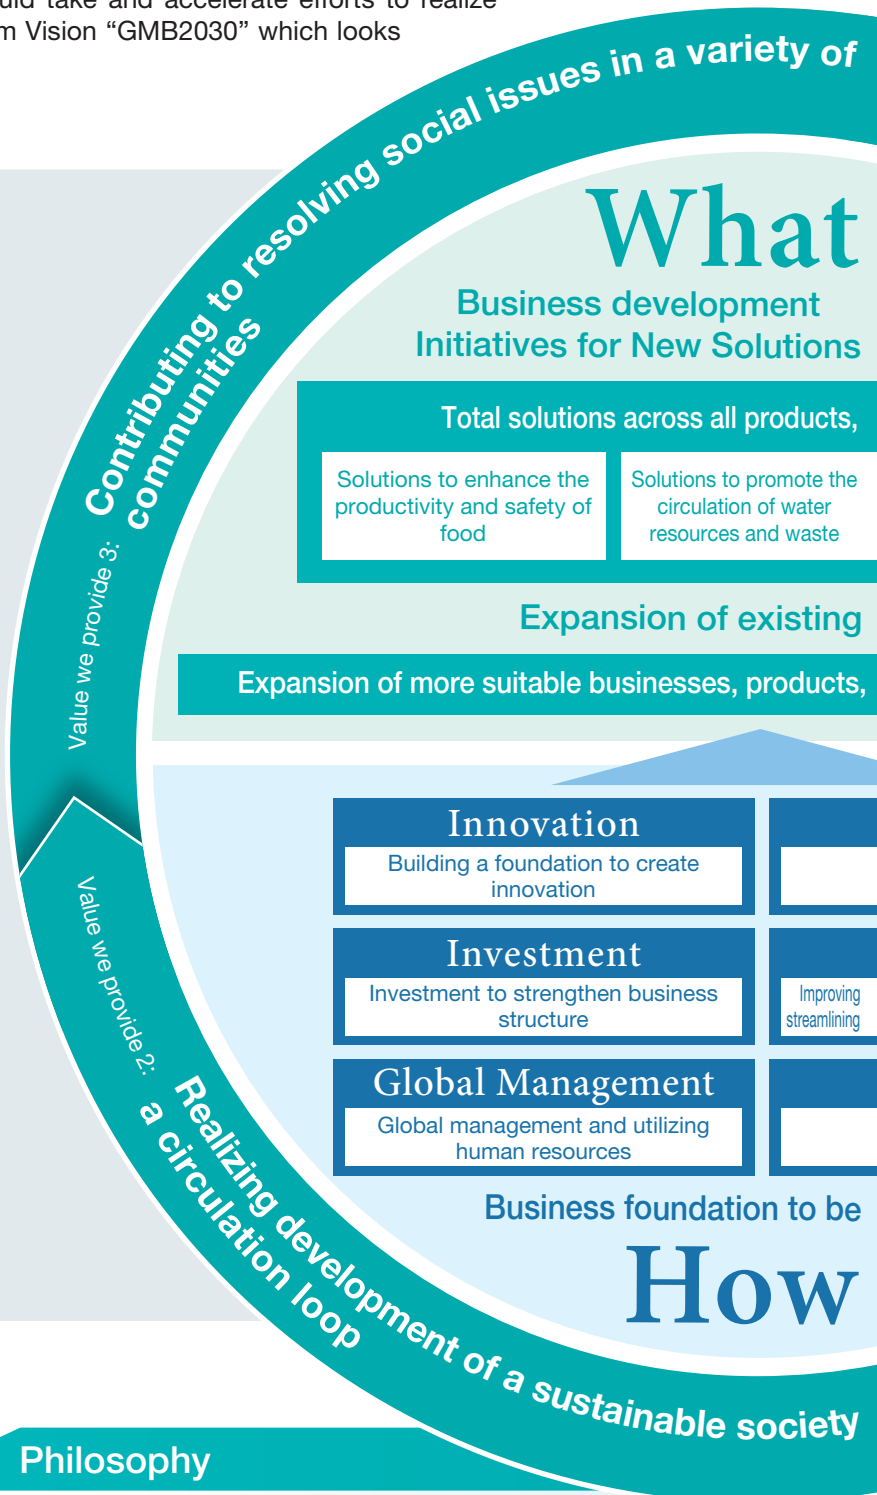 take and accelerate efforts to realize
Vision “GMB2030” which looks
Value we provide 3:
Contributing to resolving social issues in a variety of
communities
What
Business development
Initiatives for New Solutions
Total solutions across all products,
Solutions to enhance the
productivity and safety of
food
Solutions to promote the
circulation of water
resources and waste
Expansion of existing
Expansion of more suitable businesses, products,
Innovation
Building a foundation to create
innovation
Investment
Investment to strengthen business
structure
Improving
streamlining
Global Management
Global management and utilizing
human resources
Business foundation to be
How
Value we provide 2:
Realizing development of a sustainable society
a circulation loop
Philosophy